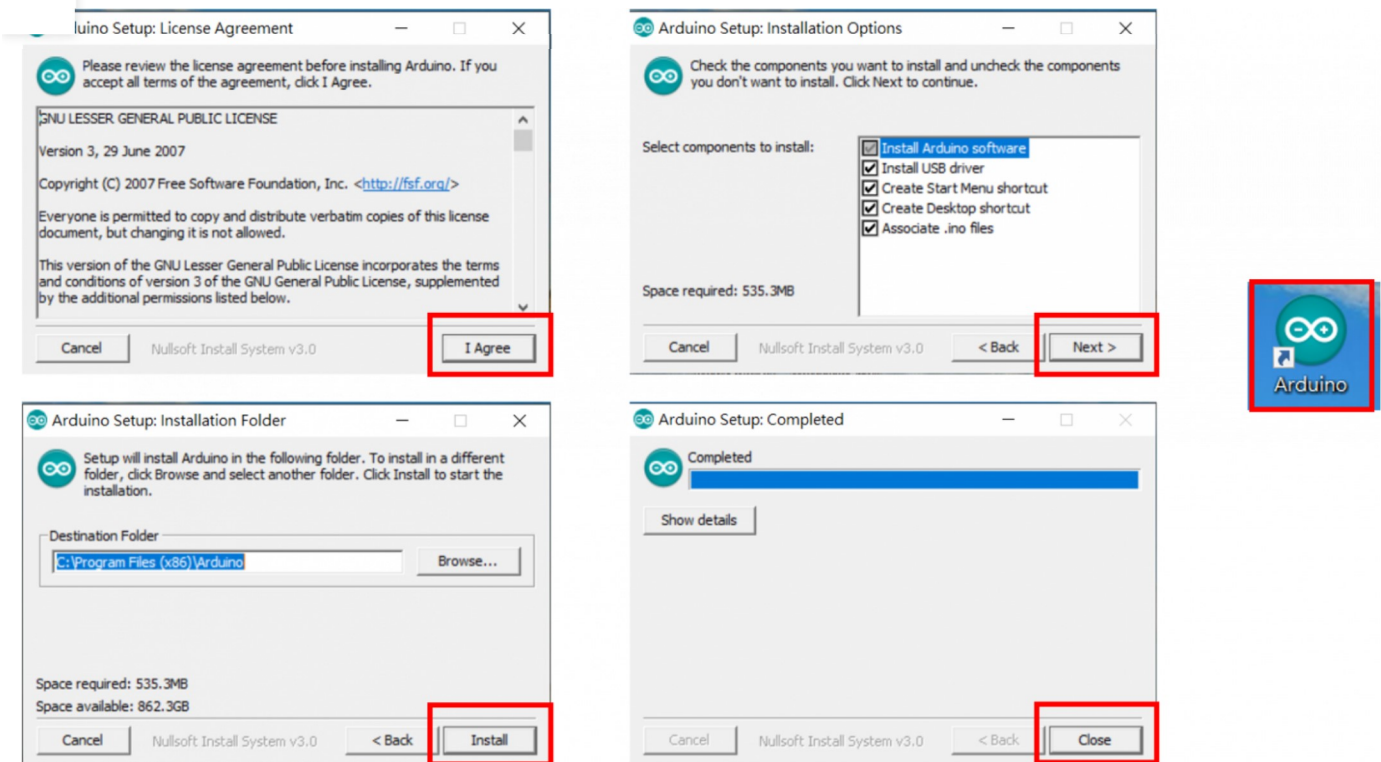 luino Setup: License Agreement
Please review the license agreement before installing Arduino. If you
accept all terms of the agreement, click I Agree.
GNU LESSER GENERAL PUBLIC LICENSE
Version 3, 29 June 2007
Copyright (C) 2007 Free Software Foundation, Inc. <http://fsf.org/>
Everyone is permitted to copy and distribute verbatim copies of this license
document, but changing it is not allowed.
This version of the GNU Lesser General Public License incorporates the terms
and conditions of version 3 of the GNU General Public License, supplemented
by the additional permissions listed below.
Cancel
Nullsoft Install System v3.0
I Agree
Arduino Setup: Installation Options
Check the components you want to install and uncheck the components
you don't want to install. Click Next to continue.
Select components to install:
Install Arduino software
Install USB driver
Create Start Menu shortcut
Create Desktop shortcut
Associate .ino files
Space required: 535.3MB
Cancel
Nullsoft Install System v3.0
< Back
Next >
Arduino Setup: Installation Folder
Setup will install Arduino in the following folder. To install in a different
folder, click Browse and select another folder. Click Install to start the
installation.
Destination Folder
C:\Program Files (x86)\Arduino
Browse...
Space required: 535.3MB
Space available: 862.3GB
Cancel
Nullsoft Install System v3.0
< Back
Install
Arduino Setup: Completed
Completed
Show details
Cancel
Nullsoft Install System v3.0
< Back
Close
Arduino